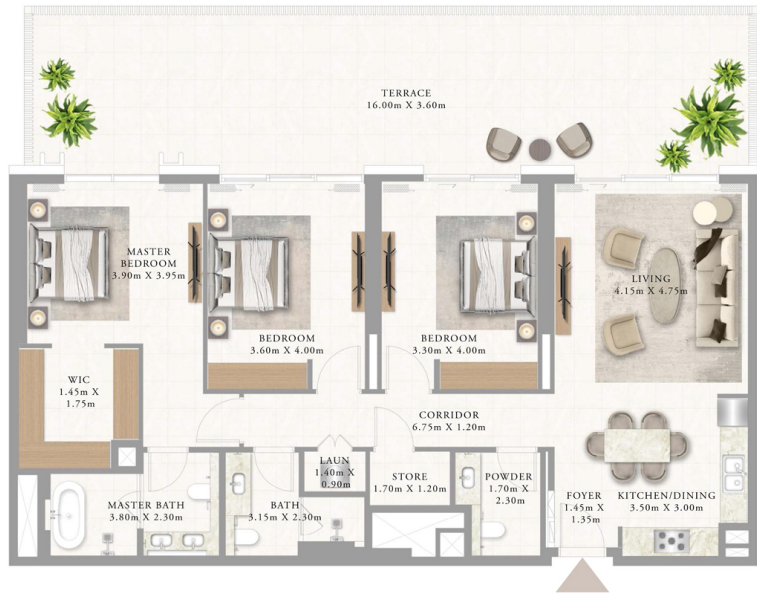 TERRACE
16.00m X 3.60m
MASTER
BEDROOM
3.90m X 3.95m
BEDROOM
3.60m X 4.00m
BEDROOM
3.30m X 4.00m
LIVING
4.15m X 4.75m
WIC
1.45m X
1.75m
CORRIDOR
6.75m X 1.20m
LAUN
1.40m X
0.90m
STORE
1.70m X 1.20m
POWDER
1.70m X
2.30m
MASTER BATH
3.80m X 2.30m
BATH
3.15m X 2.30m
FOYER
1.45m X
1.35m
KITCHEN/DINING
3.50m X 3.00m